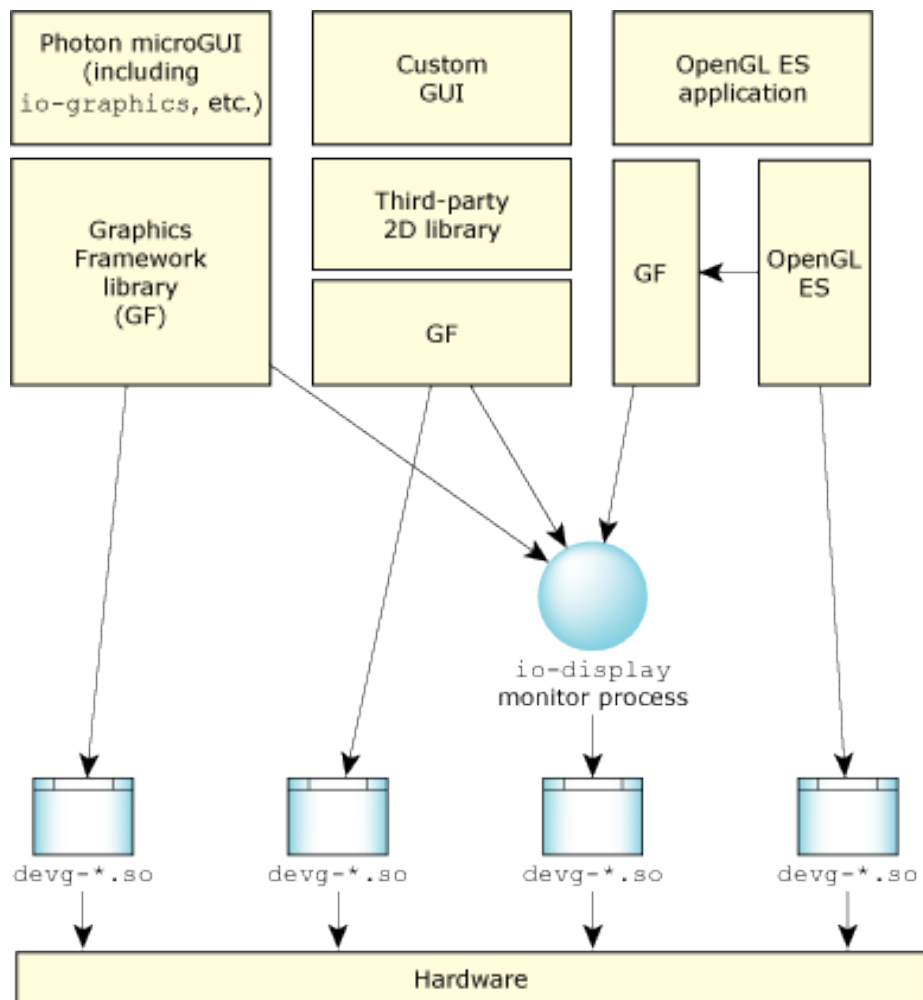 Photon microGUI
(including
io-graphics, etc.)
Custom
GUI
OpenGL ES
application
Graphics
Framework
library
(GF)
Third-party
2D library
GF
GF
OpenGL
ES
io-display
monitor process
devg-*.so
devg-*.so
devg-*.so
devg-*.so
Hardware